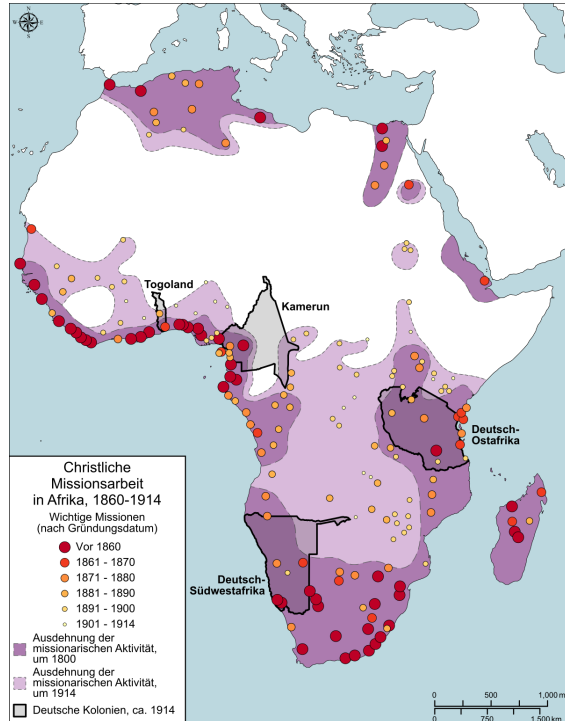 N
Togoland
Kamerun
Deutsch-
Ostafrika
Deutsch-
Südwestafrika
Christliche
Missionsarbeit
in Afrika, 1860-1914
Wichtige Missionen
(nach Gründungsdatum)
Vor 1860
1861 - 1870
1871 - 1880
1881 - 1890
1891 - 1900
1901 - 1914
Ausdehnung der
missionarischen Aktivität,
um 1800
Ausdehnung der
missionarischen Aktivität,
um 1914
Deutsche Kolonien, ca. 1914
0 500 1,000 m
0 750 1.500 km